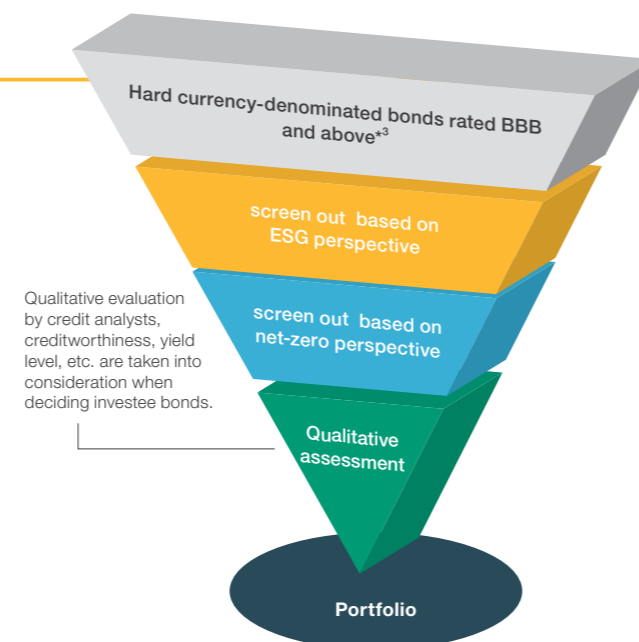 Hard currency-denominated bonds rated BBB
and above*3
screen out based on
ESG perspective
Qualitative evaluation
by credit analysts,
creditworthiness, yield
level, etc. are taken into
consideration when
deciding investee bonds.
screen out based on
net-zero perspective
Qualitative
assessment
Portfolio